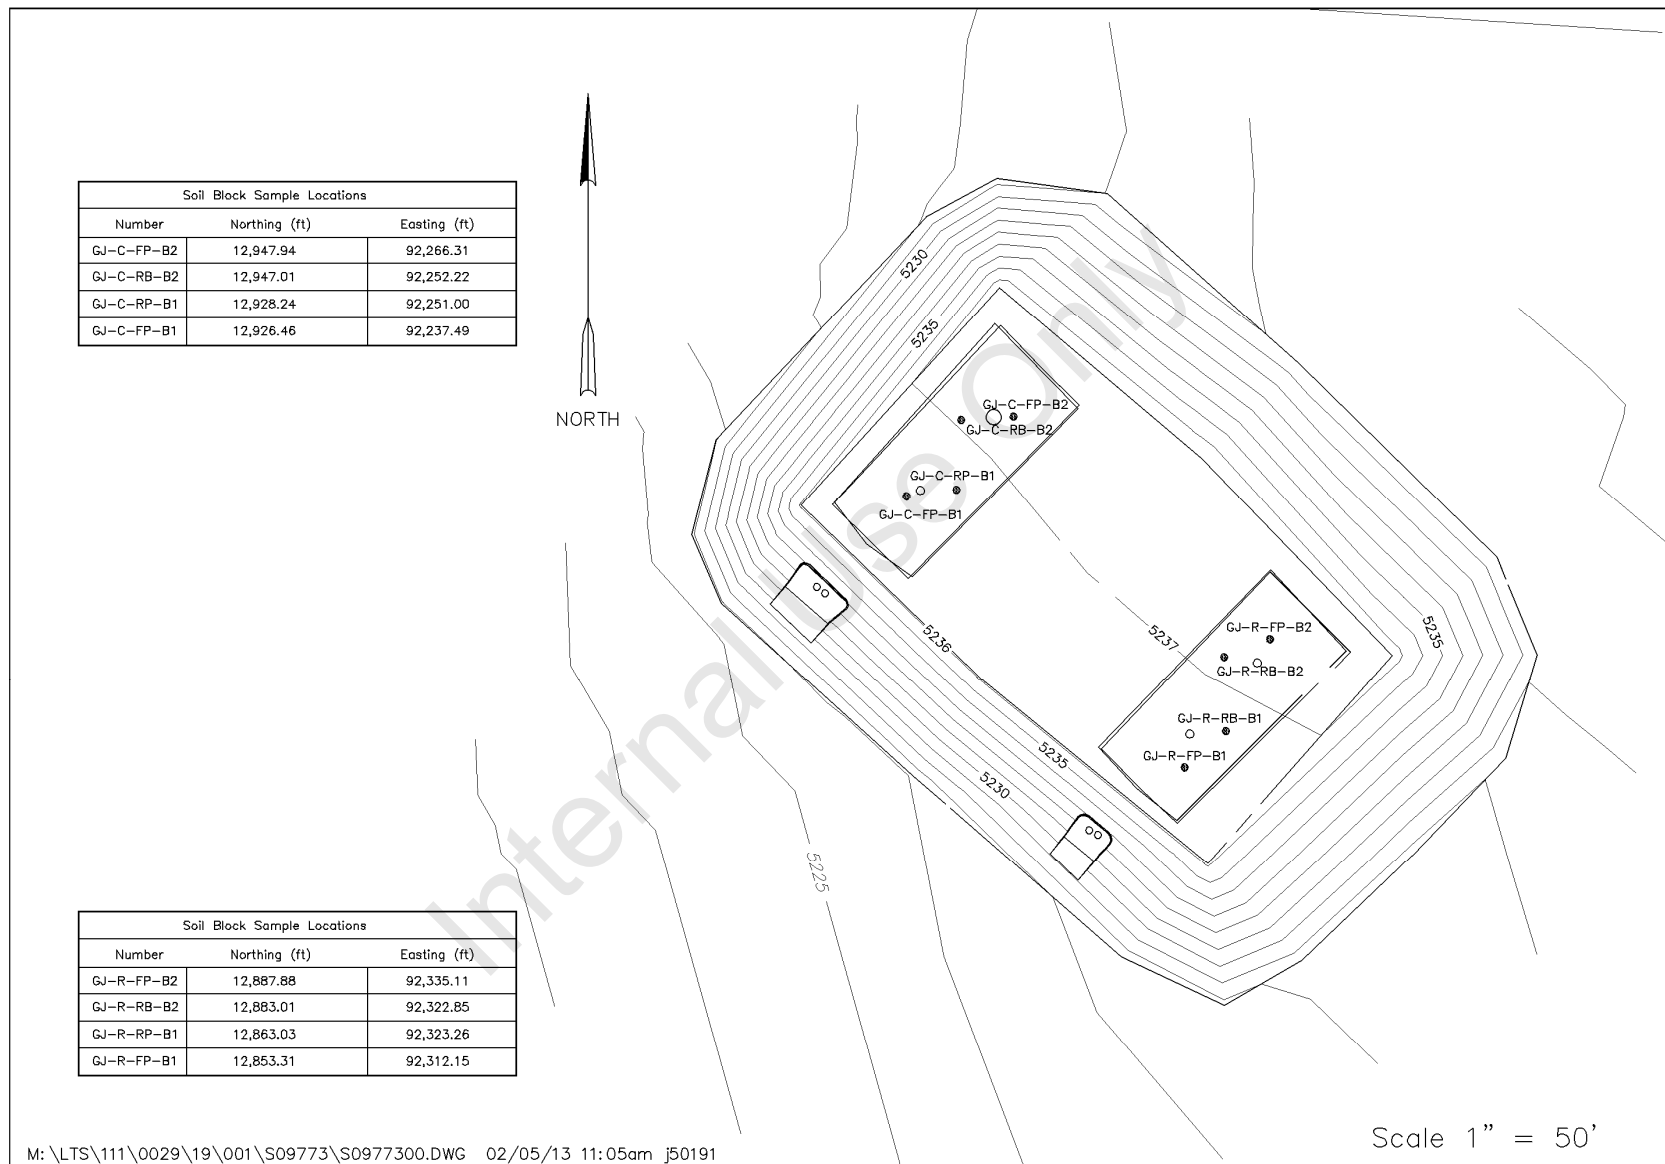 Soil Block Sample Locations
Number Northing (ft) Easting (ft)
GJ-C-FP-B2 12,947.94 92,266.31
GJ-C-RB-B2 12,947.01 92,252.22
GJ-C-RP-B1 12,928.24 92,251.00
GJ-C-FP-B1 12,926.46 92,237.49
NORTH
5230
5235
GJ-C-FP-B2
GJ-C-RB-B2
GJ-C-RP-B1
GJ-C-FP-B1
5236
5237
5235
GJ-R-FP-B2
GJ-R-RB-B2
GJ-R-RB-B1
GJ-R-FP-B1
5235
5230
5225
Internal Use Only
Soil Block Sample Locations
Number Northing (ft) Easting (ft)
GJ-R-FP-B2 12,887.88 92,335.11
GJ-R-RB-B2 12,883.01 92,322.85
GJ-R-RP-B1 12,863.03 92,323.26
GJ-R-FP-B1 12,853.31 92,312.15
Scale 1" = 50'
M:\LTS\111\0029\19\001\S09773\S0977300.DWG 02/05/13 11:05am j50191